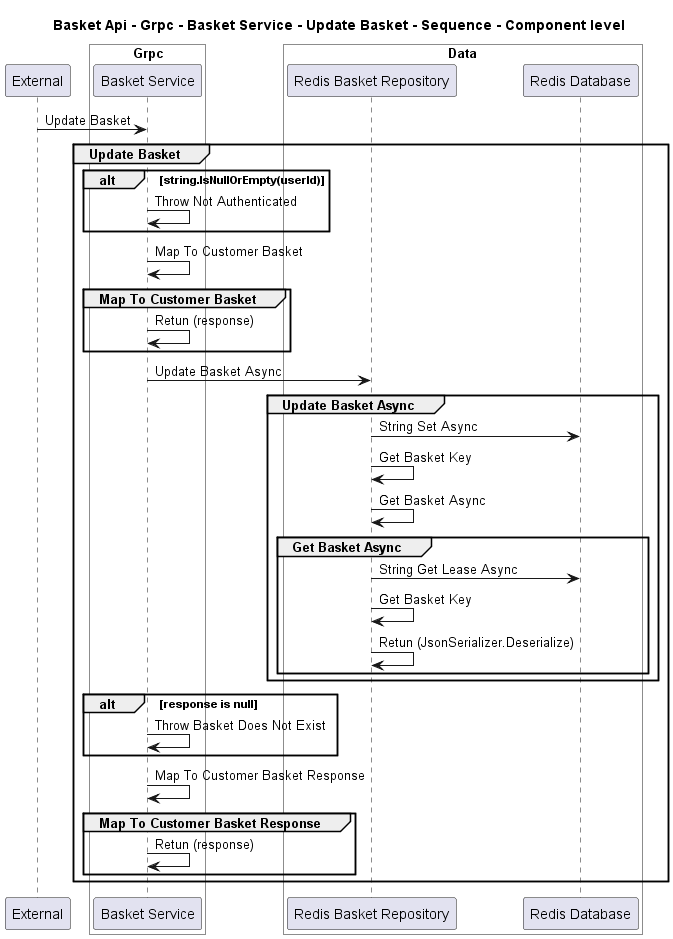 Basket Api - Grpc - Basket Service - Update Basket - Sequence - Component level
Grpc
Data
External
Basket Service
Redis Basket Repository
Redis Database
Update Basket
Update Basket
alt
[string.IsNullOrEmpty(userId)]
Throw Not Authenticated
Map To Customer Basket
Map To Customer Basket
Retun (response)
Update Basket Async
Update Basket Async
String Set Async
Get Basket Key
Get Basket Async
Get Basket Async
String Get Lease Async
Get Basket Key
Retun (JsonSerializer.Deserialize)
alt
[response is null]
Throw Basket Does Not Exist
Map To Customer Basket Response
Map To Customer Basket Response
Retun (response)
External
Basket Service
Redis Basket Repository
Redis Database